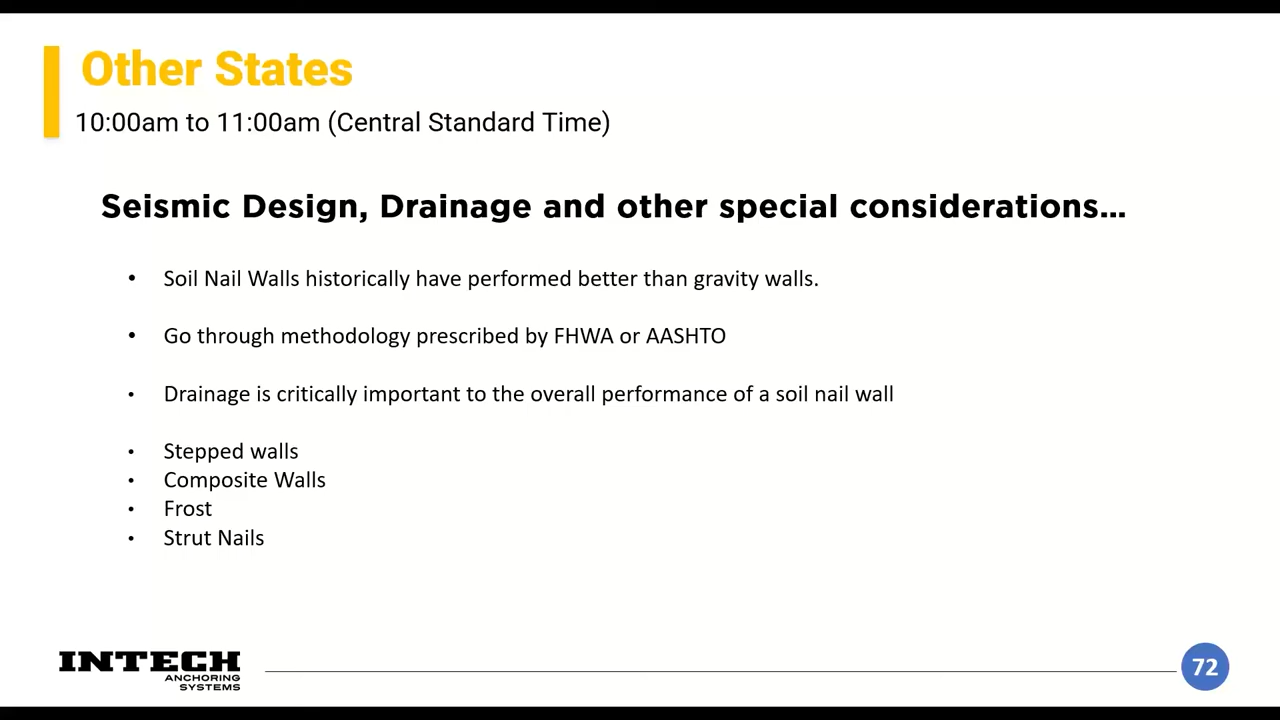 Other States
10:00am to 11:00am (Central Standard Time)
Seismic Design, Drainage and other special considerations...
• Soil Nail Walls historically have performed better than gravity walls.
• Go through methodology prescribed by FHWA or AASHTO
• Drainage is critically important to the overall performance of a soil nail wall
• Stepped walls
• Composite Walls
• Frost
• Strut Nails
INTECH
ANCHORING
SYSTEMS
72